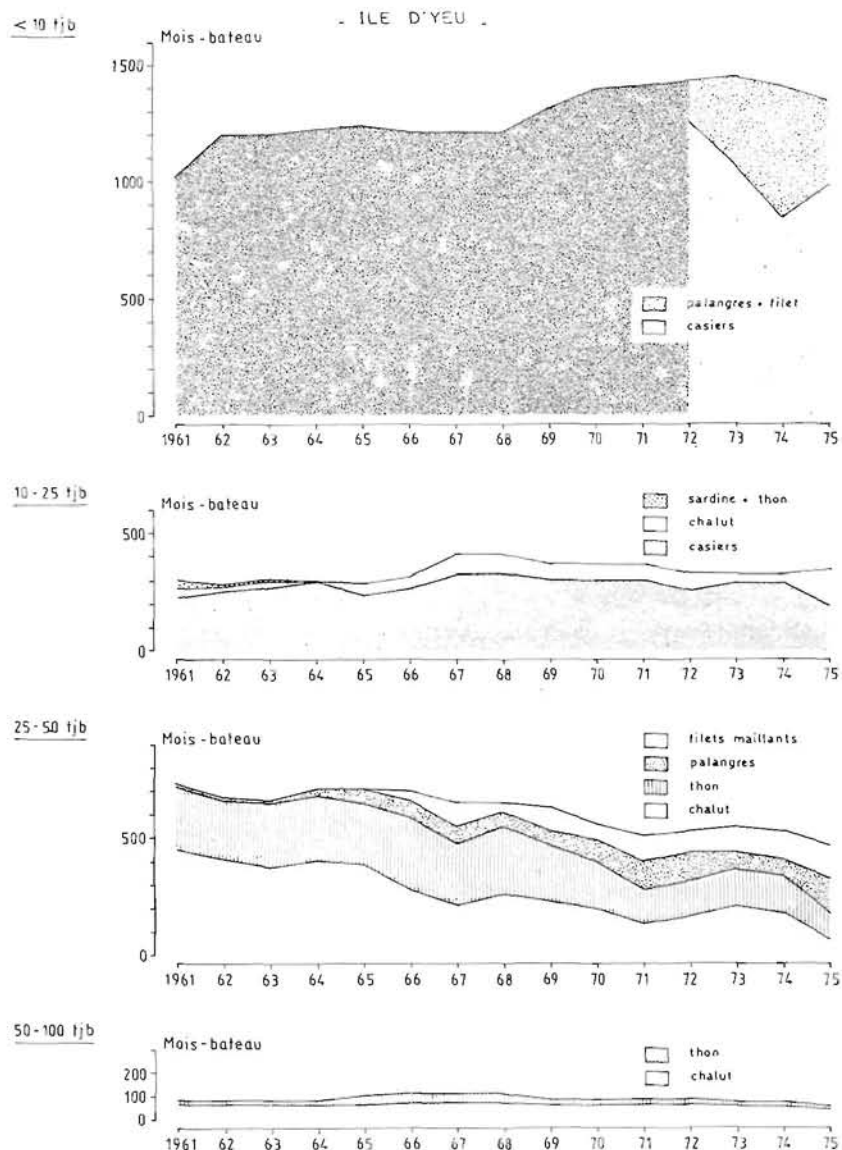 - ILE D'YEU -
< 10 tjb
Mois-bateau
1500
1000
500
0
palangres + filet
casiers
1961 62 63 64 65 66 67 68 69 70 71 72 73 74 75
10-25 tjb
Mois-bateau
500
0
sardine + thon
chalut
casiers
1961 62 63 64 65 66 67 68 69 70 71 72 73 74 75
25-50 tjb
Mois-bateau
500
0
filets maillants
palangres
thon
chalut
1961 62 63 64 65 66 67 68 69 70 71 72 73 74 75
50-100 tjb
Mois-bateau
200
100
0
thon
chalut
1961 62 63 64 65 66 67 68 69 70 71 72 73 74 75